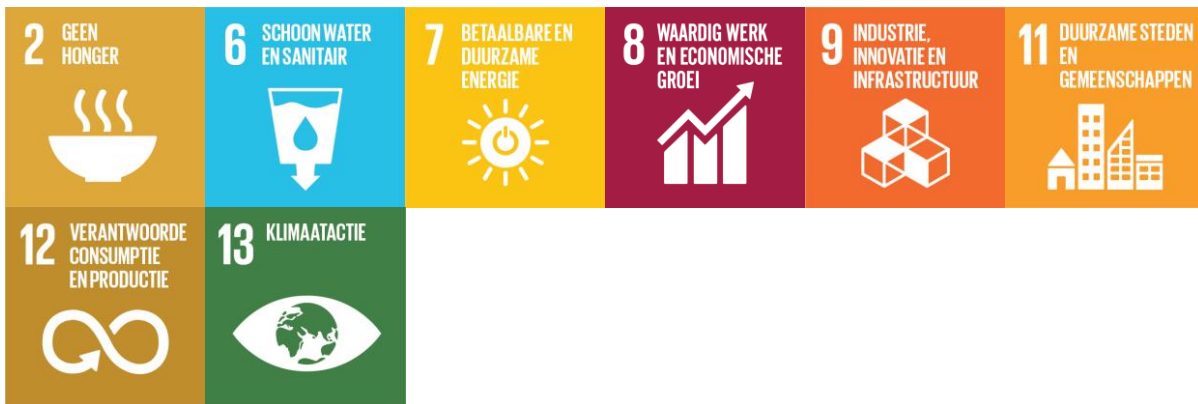 2 GEEN
HONGER
6 SCHOON WATER
EN SANITAIR
7 BETAALBARE EN
DUURZAME
ENERGIE
8 WAARDIG WERK
EN ECONOMISCHE
GROEI
9 INDUSTRIE,
INNOVATIE EN
INFRASTRUCTUUR
11 DUURZAME STEDEN
EN
GEMEENSCHAPPEN
12 VERANTWOORDE
CONSUMPTIE
EN PRODUCTIE
13 KLIMAATACTIE